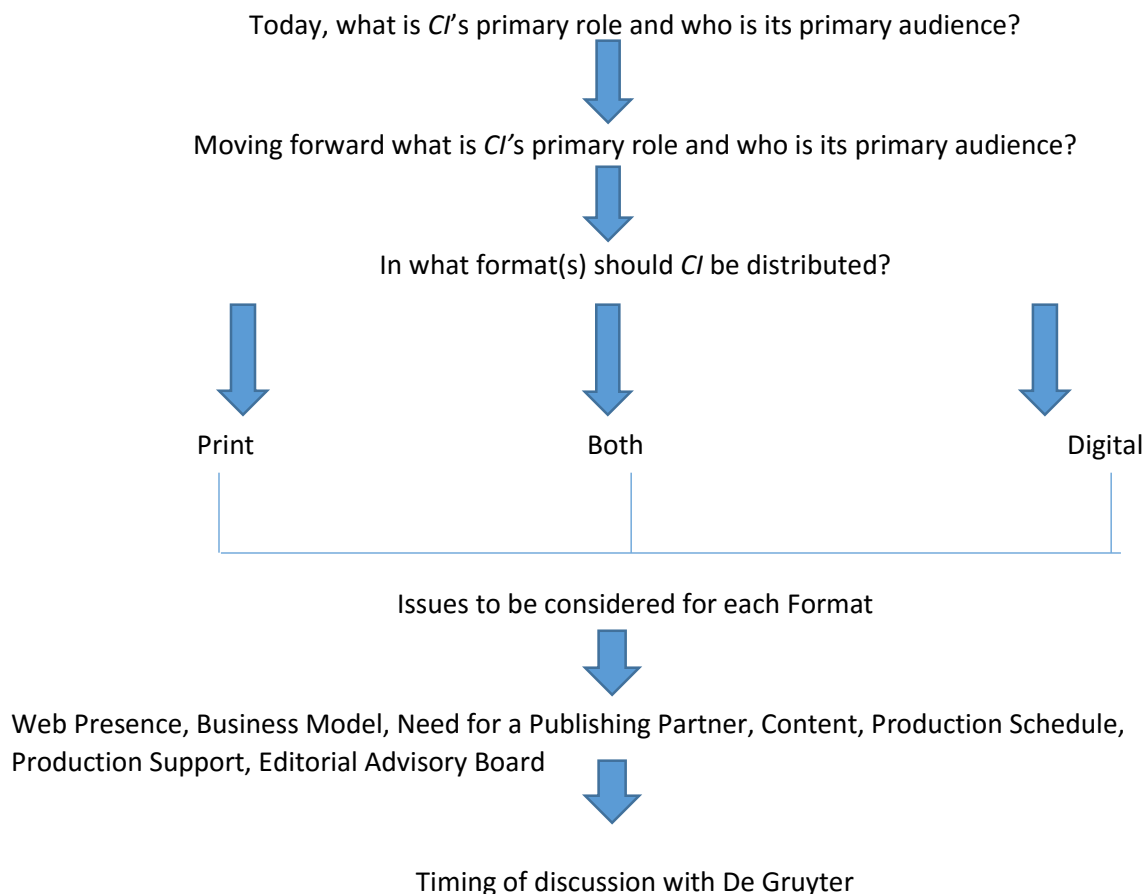 Today, what is CI’s primary role and who is its primary audience?
Moving forward what is CI’s primary role and who is its primary audience?
In what format(s) should CI be distributed?
Print Both Digital
Issues to be considered for each Format
Web Presence, Business Model, Need for a Publishing Partner, Content, Production Schedule,
Production Support, Editorial Advisory Board
Timing of discussion with De Gruyter